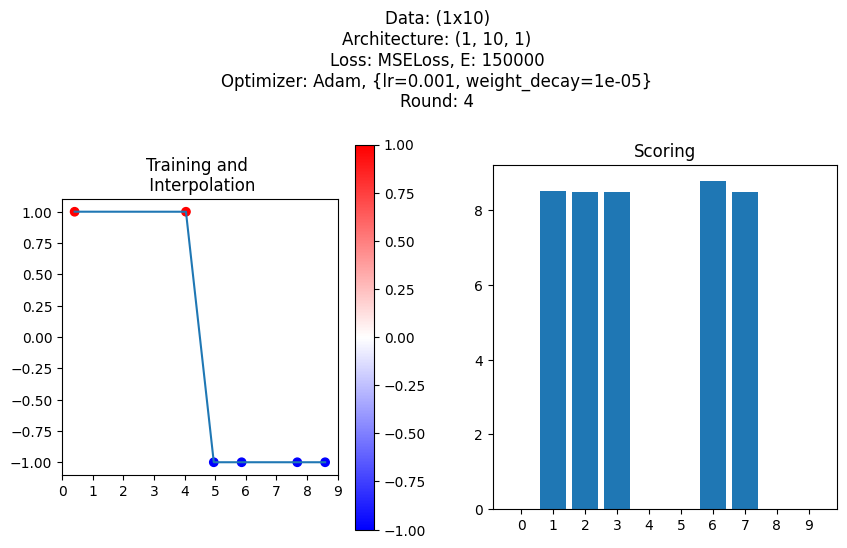 Data: (1x10)
Architecture: (1, 10, 1)
Loss: MSELoss, E: 150000
Optimizer: Adam, {lr=0.001, weight_decay=1e-05}
Round: 4
Training and
Interpolation
1.00
0.75
0.50
0.25
0.00
−0.25
−0.50
−0.75
−1.00
0 1 2 3 4 5 6 7 8 9
1.00
0.75
0.50
0.25
0.00
−0.25
−0.50
−0.75
−1.00
Scoring
8
6
4
2
0
0 1 2 3 4 5 6 7 8 9